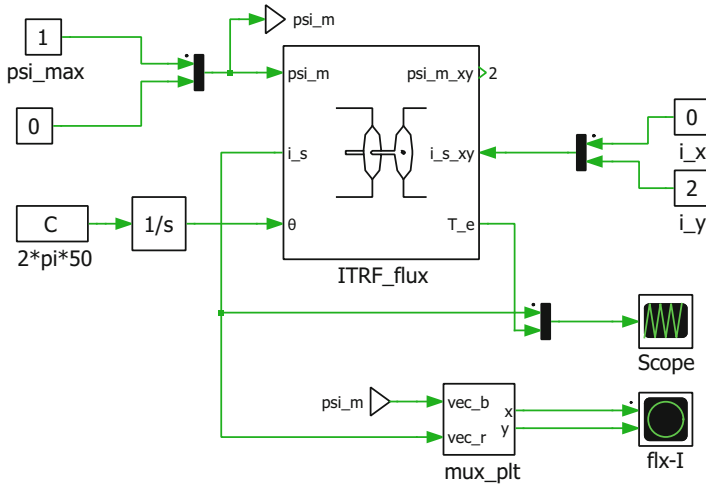 psi_m
1
psi_max
0
psi_m
psi_m_xy
2
i_s
i_s_xy
θ
T_e
ITRF_flux
0
i_x
2
i_y
C
2*pi*50
1/s
Scope
psi_m
vec_b
x
y
vec_r
mux_plt
flx-I